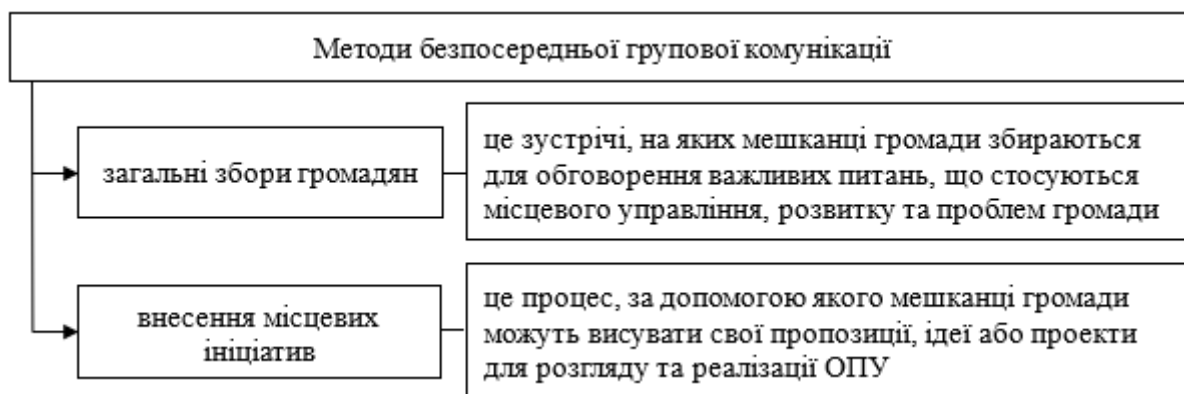 Методи безпосередньої групової комунікації
загальні збори громадян
це зустрічі, на яких мешканці громади збираються
для обговорення важливих питань, що стосуються
місцевого управління, розвитку та проблем громади
внесення місцевих
ініціатив
це процес, за допомогою якого мешканці громади
можуть висувати свої пропозиції, ідеї або проекти
для розгляду та реалізації ОПУ